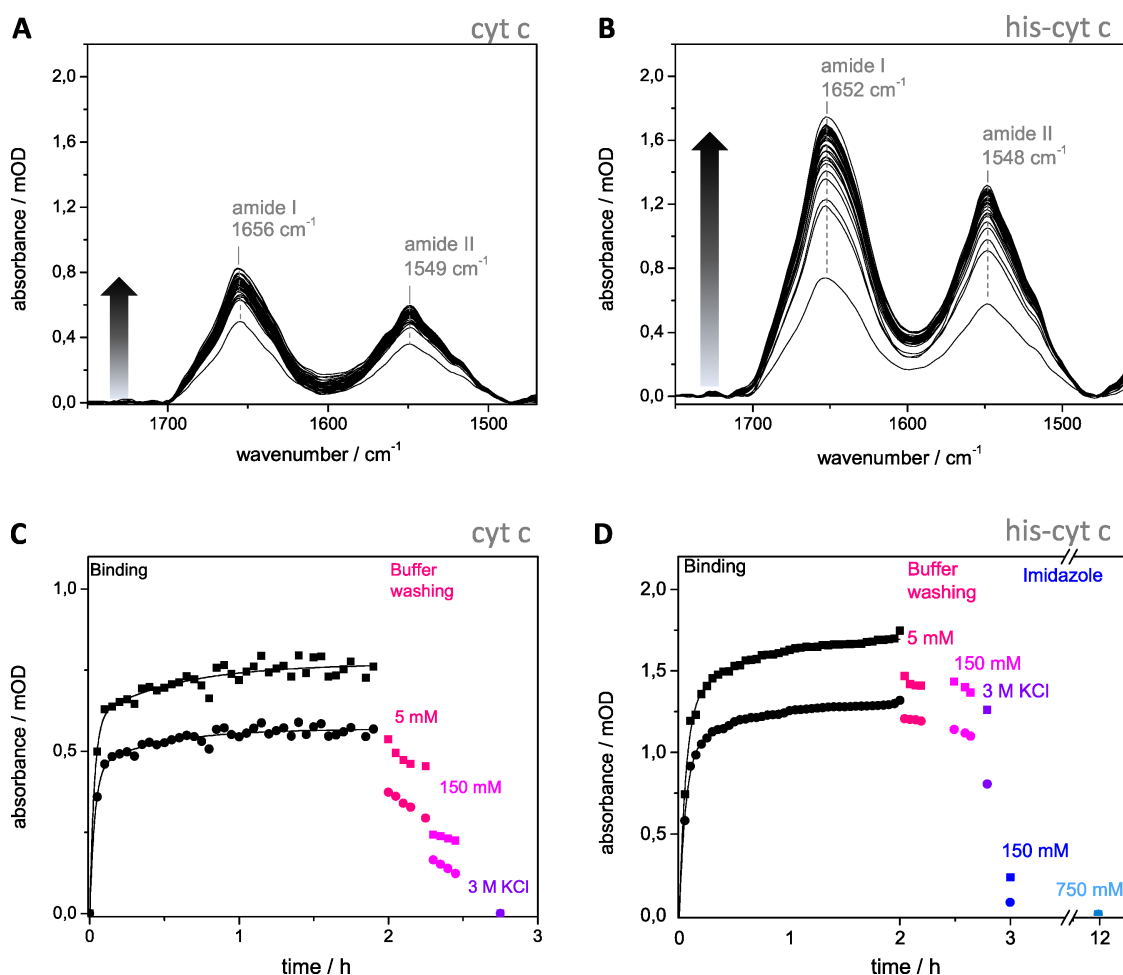 A
cyt c
absorbance / mOD
2,0
1,6
1,2
0,8
0,4
0,0
amide I
1656 cm⁻¹
amide II
1549 cm⁻¹
1700
1600
1500
wavenumber / cm⁻¹
B
his-cyt c
absorbance / mOD
2,0
1,6
1,2
0,8
0,4
0,0
amide I
1652 cm⁻¹
amide II
1548 cm⁻¹
1700
1600
1500
wavenumber / cm⁻¹
C
cyt c
absorbance / mOD
1,0
0,5
0,0
Binding
Buffer
washing
5 mM
150 mM
3 M KCl
0
1
2
3
time / h
D
his-cyt c
absorbance / mOD
2,0
1,5
1,0
0,5
0,0
Binding
Buffer
washing
Imidazole
5 mM
150 mM
3 M KCl
150 mM
750 mM
0
1
2
3
12
time / h